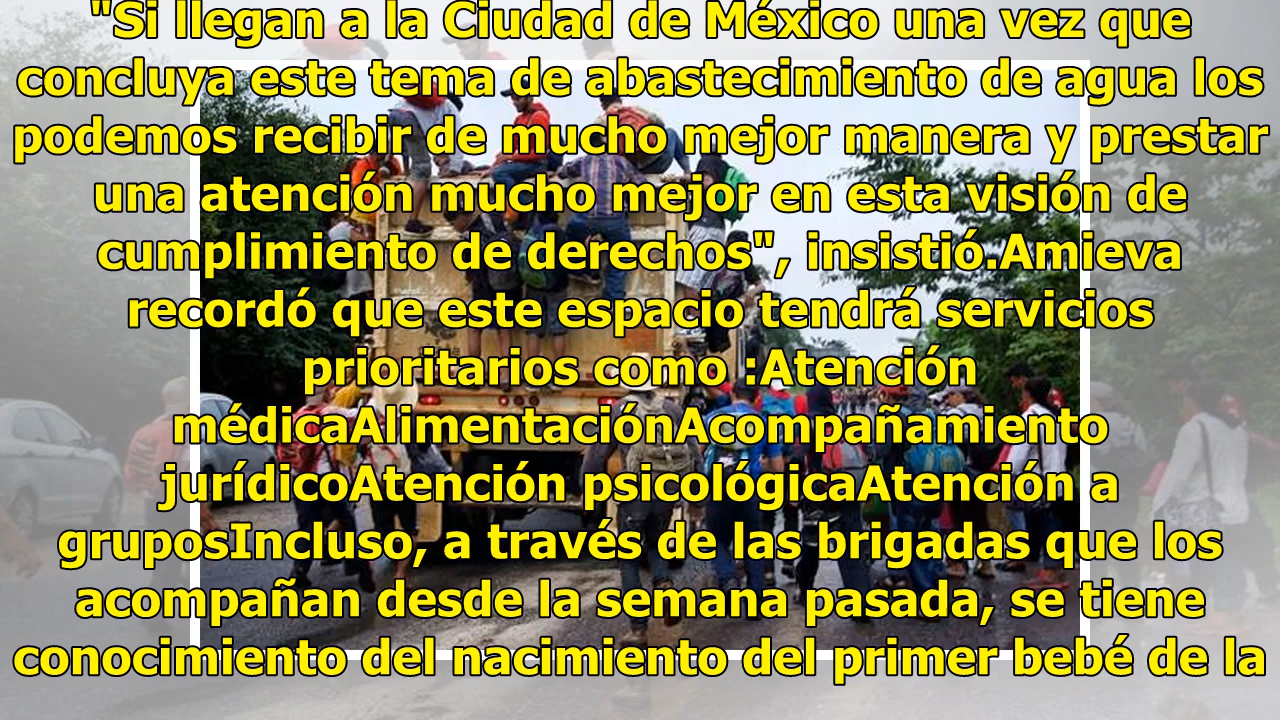 "Si llegan a la Ciudad de México una vez que
concluya este tema de abastecimiento de agua los
podemos recibir de mucho mejor manera y prestar
una atención mucho mejor en esta visión de
cumplimiento de derechos", insistió.Amieva
recordó que este espacio tendrá servicios
prioritarios como :Atención
médicaAlimentaciónAcompañamiento
jurídicoAtención psicológicaAtención a
gruposIncluso, a través de las brigadas que los
acompañan desde la semana pasada, se tiene
conocimiento del nacimiento del primer bebé de la